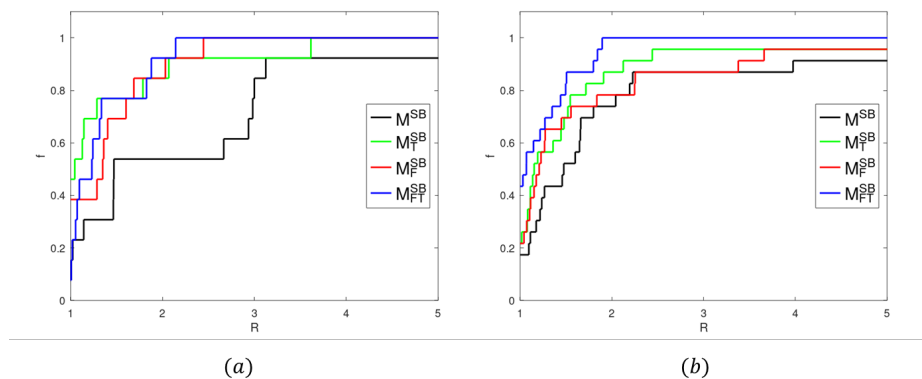 1
0.8
0.6
0.4
0.2
0
f
1 2 3 4 5
R
M^SB
M_T^SB
M_F^SB
M_FT^SB
(a)
1
0.8
0.6
0.4
0.2
0
f
1 2 3 4 5
R
M^SB
M_T^SB
M_F^SB
M_FT^SB
(b)